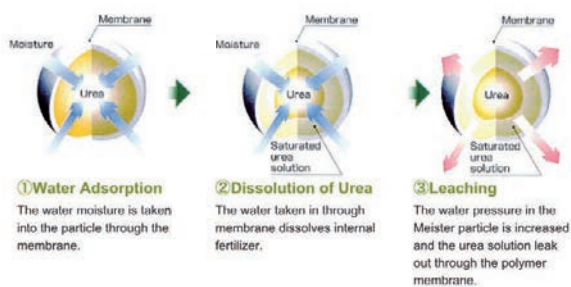 Membrane
Moisture
Urea
①Water Adsorption
The water moisture is taken
into the particle through the
membrane.
Membrane
Moisture
Urea
Saturated
urea
solution
②Dissolution of Urea
The water taken in through
membrane dissolves internal
fertilizer.
Membrane
Urea
Saturated
urea
solution
③Leaching
The water pressure in the
Meister particle is increased
and the urea solution leak
out through the polymer
membrane.